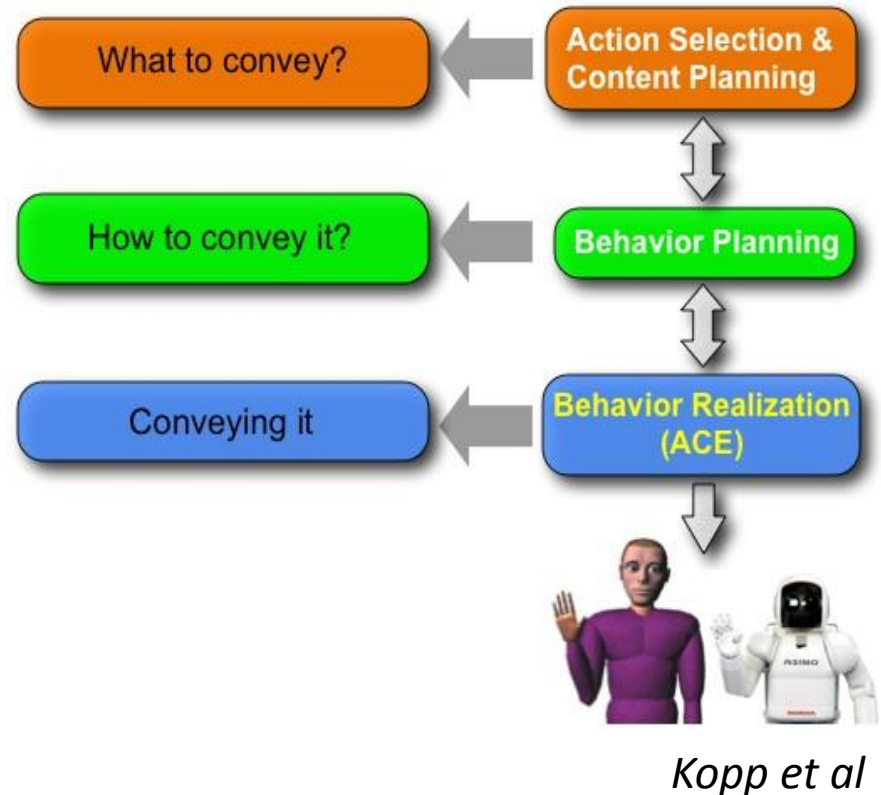 What to convey?
Action Selection &
Content Planning
How to convey it?
Behavior Planning
Conveying it
Behavior Realization
(ACE)
ASIMO
HONDA
Kopp et al